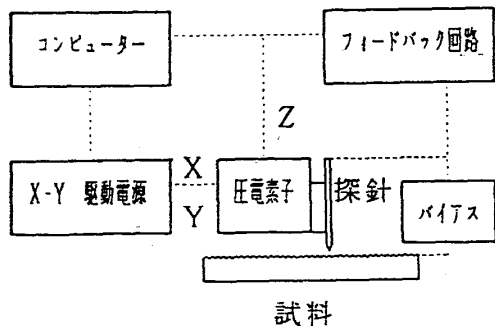 コンピューター
フィードバック回路
Z
X-Y 駆動電源
X
Y
圧電素子
探針
バイアス
試料